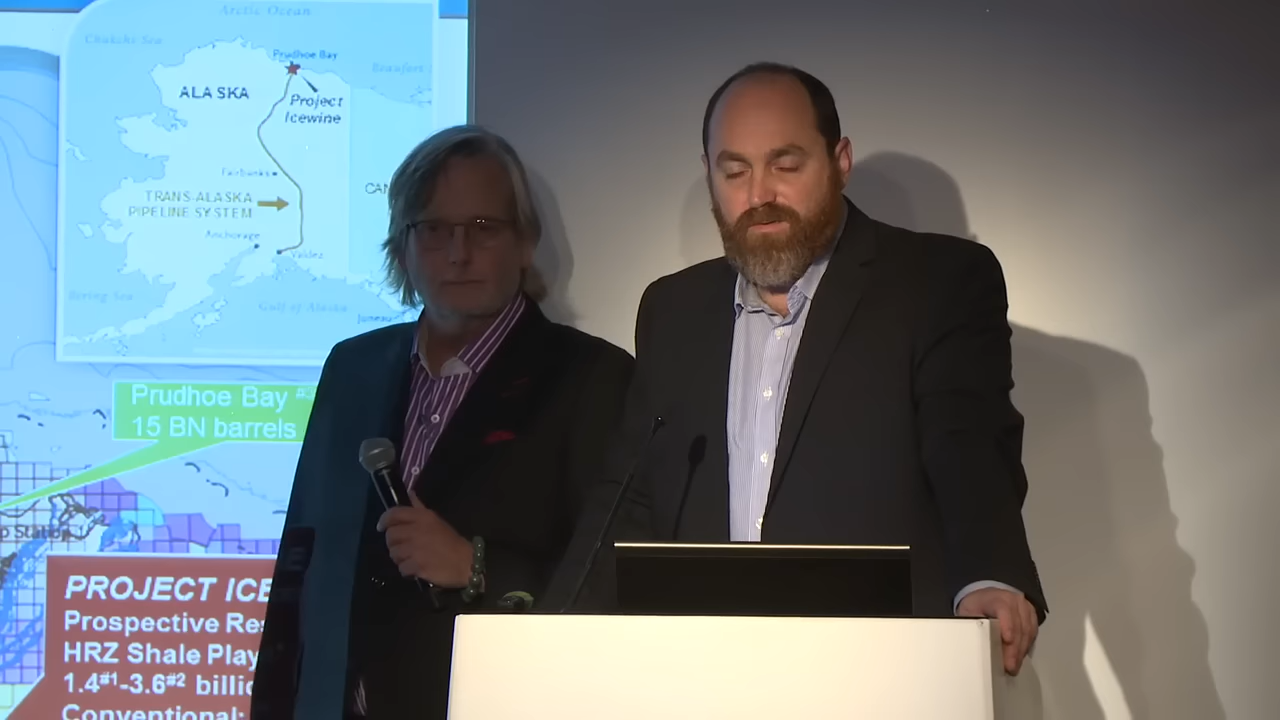 Arctic Ocean
Chukchi Sea
Prudhoe Bay
Beaufort
ALASKA
Project
Icewine
Fairbanks
TRANS-ALASKA
PIPELINE SYSTEM
CAN
Anchorage
Valdez
Bering Sea
Gulf of Alaska
Juneau
Prudhoe Bay
15 BN barrels
p Station
PROJECT ICE
Prospective Res
HRZ Shale Play
1.4#1-3.6#2 billic
Conventional: